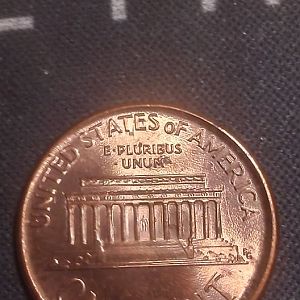 UNITED STATES OF AMERICA
E·PLURIBUS
·UNUM·